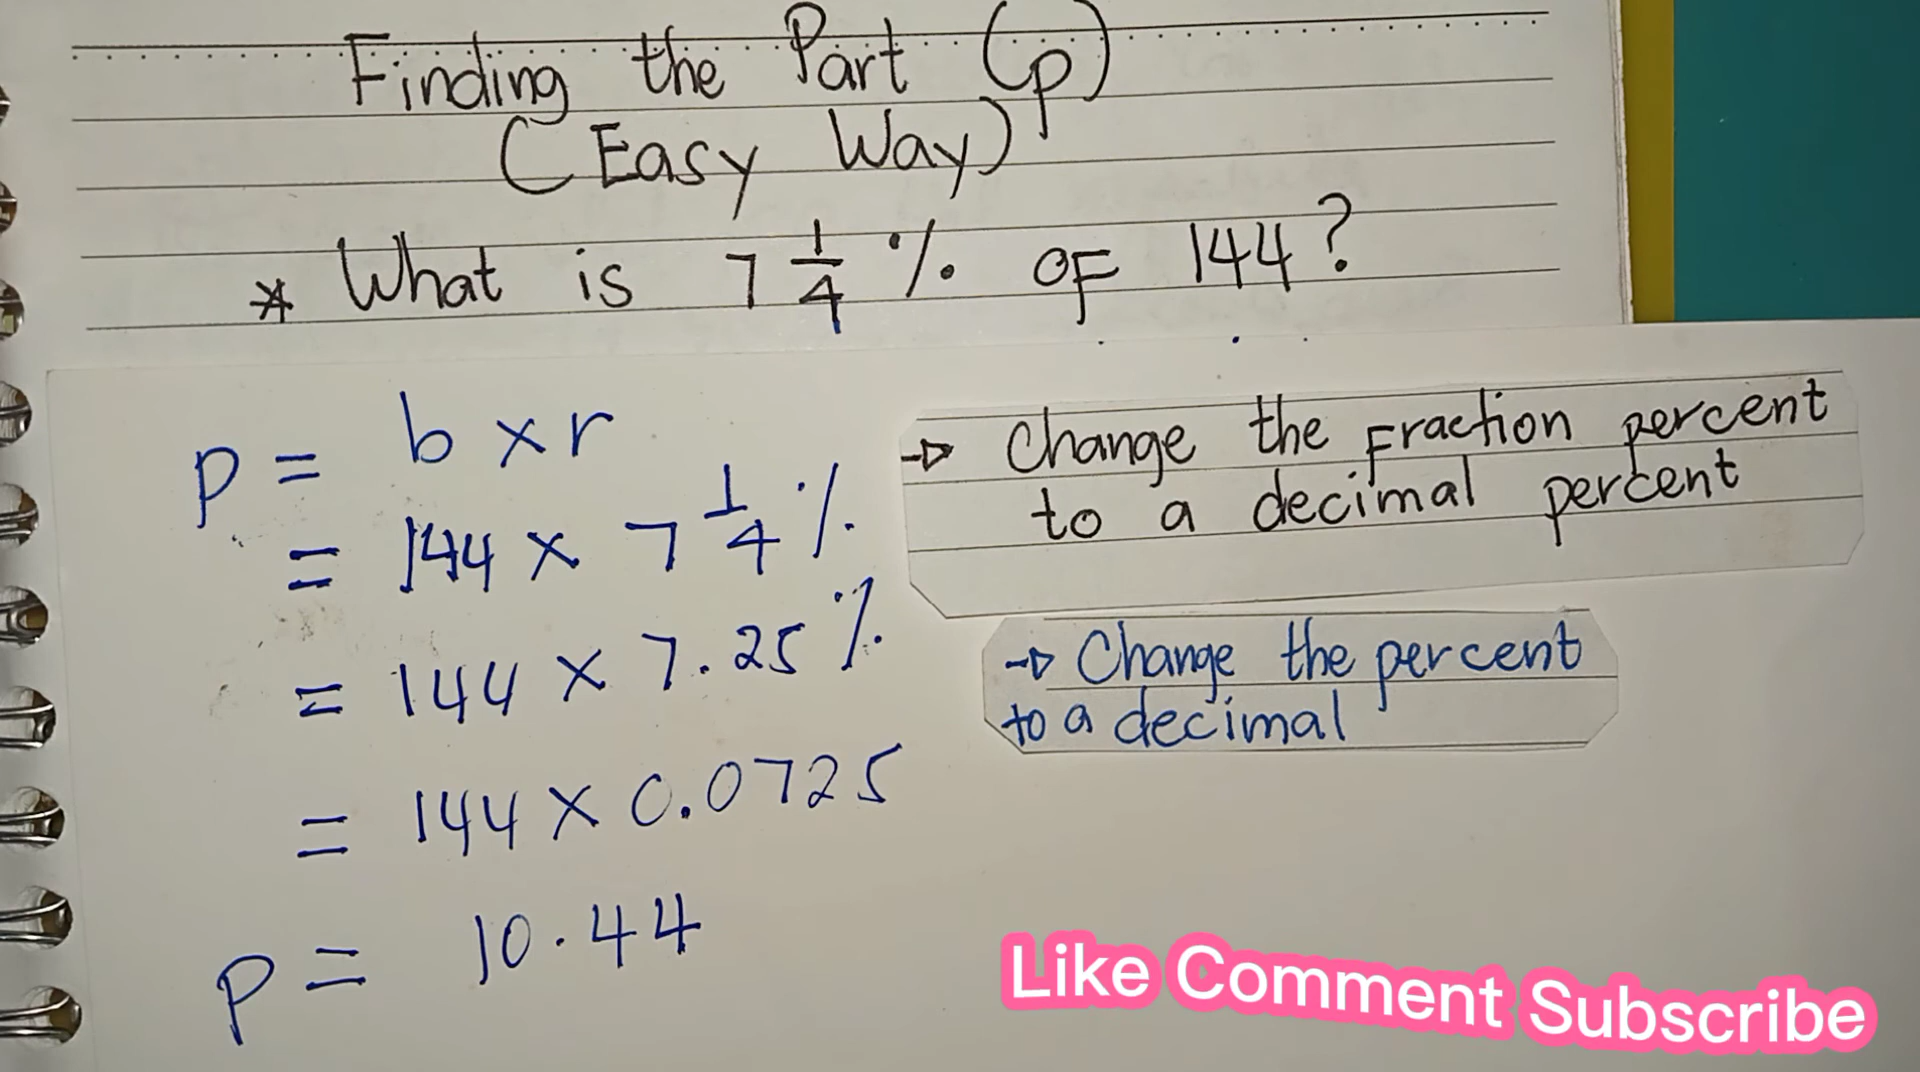 Finding the Part (p)
(Easy Way)
* What is 7 1/4 % of 144?
P = b × r
= 144 × 7 1/4 %
= 144 × 7.25 %
= 144 × 0.0725
P = 10.44
→ Change the Fraction percent
to a decimal percent
→ Change the percent
to a decimal
Like Comment Subscribe